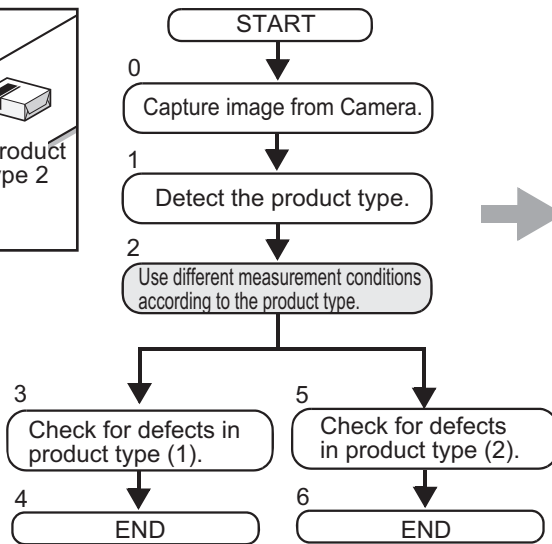 START
0
Capture image from Camera.
1
Detect the product type.
2
Use different measurement conditions
according to the product type.
3
Check for defects in
product type (1).
4
END
5
Check for defects
in product type (2).
6
END
2